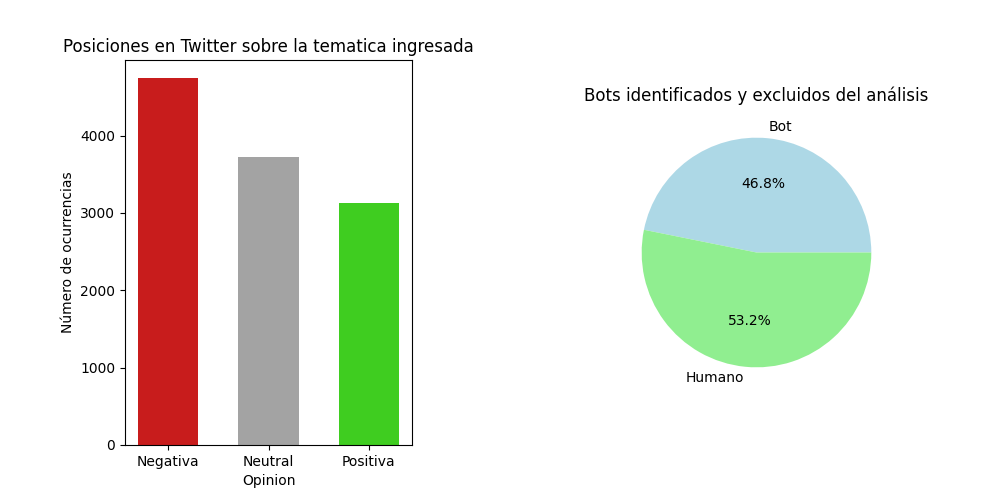 Posiciones en Twitter sobre la tematica ingresada
Número de ocurrencias
4000
3000
2000
1000
0
Negativa
Neutral
Positiva
Opinion
Bots identificados y excluidos del análisis
Bot
46.8%
53.2%
Humano